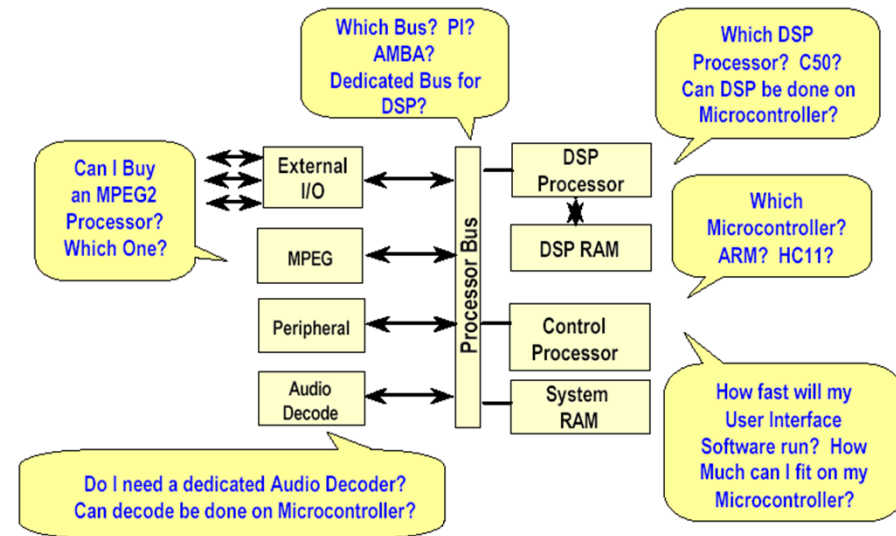 Which Bus? PI?
AMBA?
Dedicated Bus for
DSP?
Which DSP
Processor? C50?
Can DSP be done on
Microcontroller?
Can I Buy
an MPEG2
Processor?
Which One?
External
I/O
MPEG
Peripheral
Audio
Decode
Processor Bus
DSP
Processor
DSP RAM
Control
Processor
System
RAM
Which
Microcontroller?
ARM? HC11?
How fast will my
User Interface
Software run? How
Much can I fit on my
Microcontroller?
Do I need a dedicated Audio Decoder?
Can decode be done on Microcontroller?